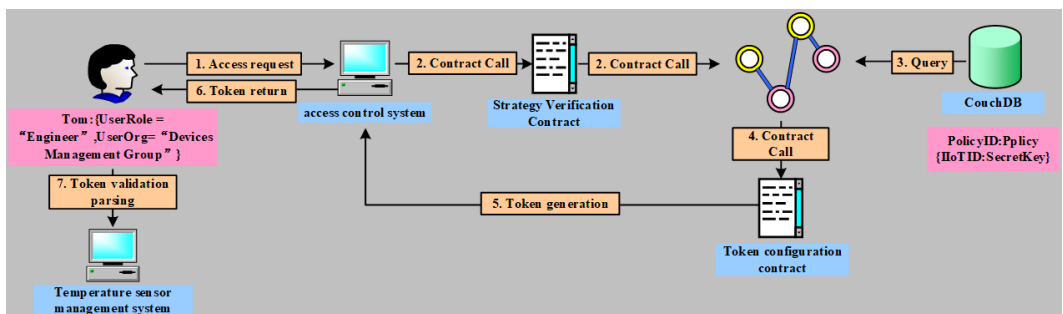 1. Access request
6. Token return
access control system
2. Contract Call
Strategy Verification
Contract
2. Contract Call
3. Query
CouchDB
PolicyID:Pplicy
{IIoTID:SecretKey}
Tom:{UserRole =
“Engineer”,UserOrg=“Devices
Management Group”}
7. Token validation
parsing
Temperature sensor
management system
4. Contract
Call
5. Token generation
Token configuration
contract